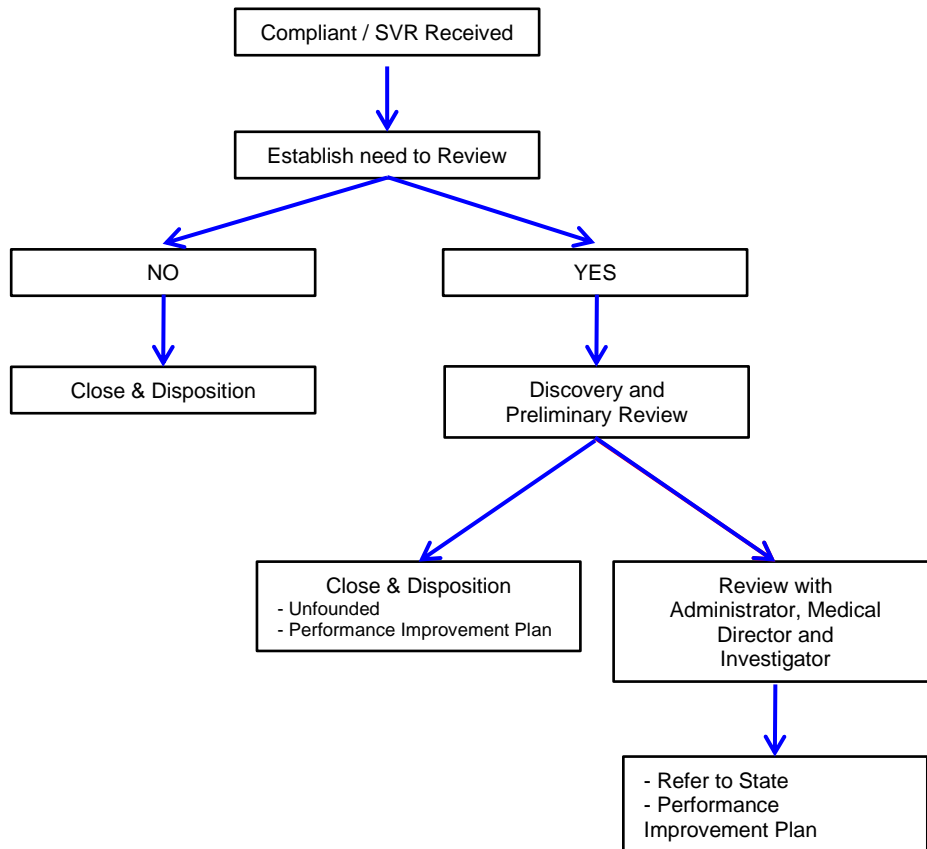 Compliant / SVR Received
Establish need to Review
NO
YES
Close & Disposition
Discovery and
Preliminary Review
Close & Disposition
- Unfounded
- Performance Improvement Plan
Review with
Administrator, Medical
Director and
Investigator
- Refer to State
- Performance
Improvement Plan